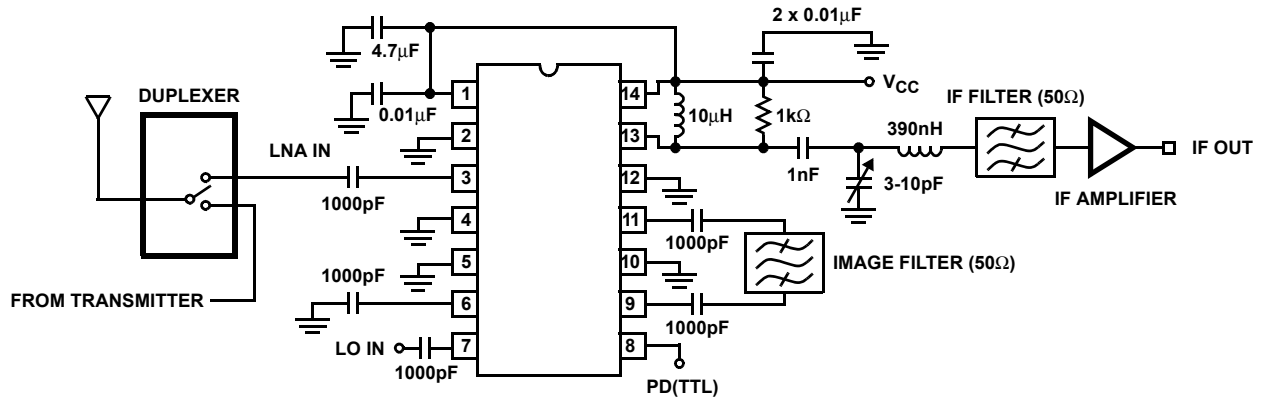 2 x 0.01μF
4.7μF
0.01μF
DUPLEXER
LNA IN
1000pF
FROM TRANSMITTER
1000pF
LO IN
1000pF
1
2
3
4
5
6
7
14
13
12
11
10
9
8
10μH
1kΩ
VCC
1nF
3-10pF
390nH
IF FILTER (50Ω)
IF AMPLIFIER
IF OUT
1000pF
IMAGE FILTER (50Ω)
1000pF
PD(TTL)